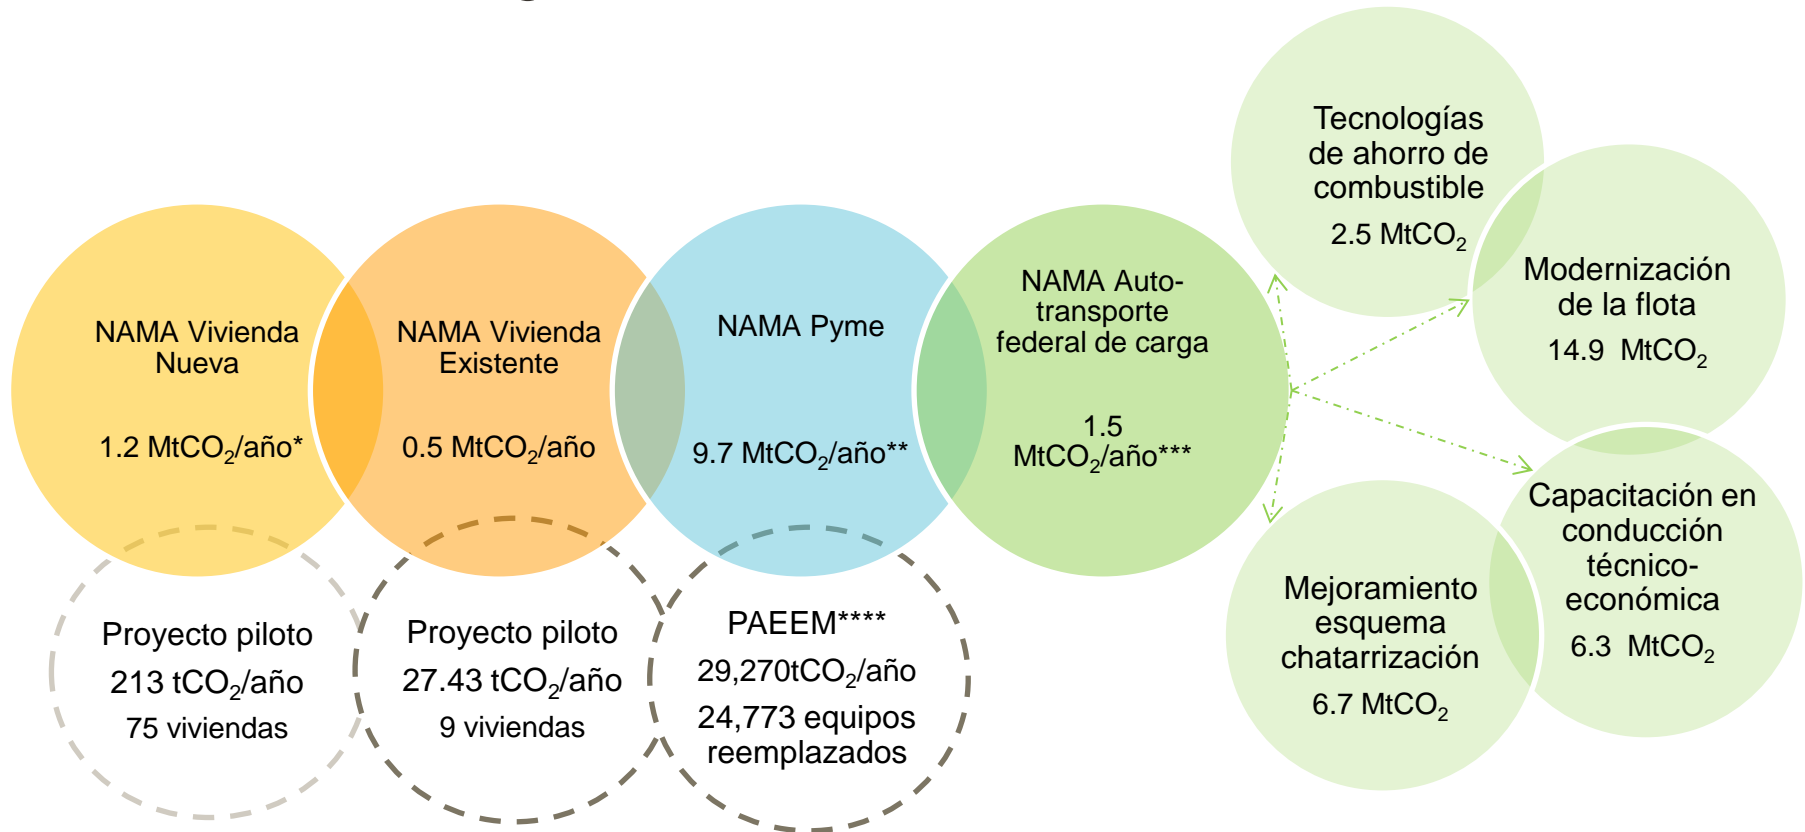 NAMA Vivienda
Nueva
1.2 MtCO₂/año*
NAMA Vivienda
Existente
0.5 MtCO₂/año
NAMA Pyme
9.7 MtCO₂/año**
NAMA Auto-
transporte
federal de carga
1.5
MtCO₂/año***
Tecnologías
de ahorro de
combustible
2.5 MtCO₂
Modernización
de la flota
14.9 MtCO₂
Capacitación en
conducción
técnico-
económica
6.3 MtCO₂
Mejoramiento
esquema
chatarrización
6.7 MtCO₂
Proyecto piloto
213 tCO₂/año
75 viviendas
Proyecto piloto
27.43 tCO₂/año
9 viviendas
PAEEM****
29,270tCO₂/año
24,773 equipos
reemplazados